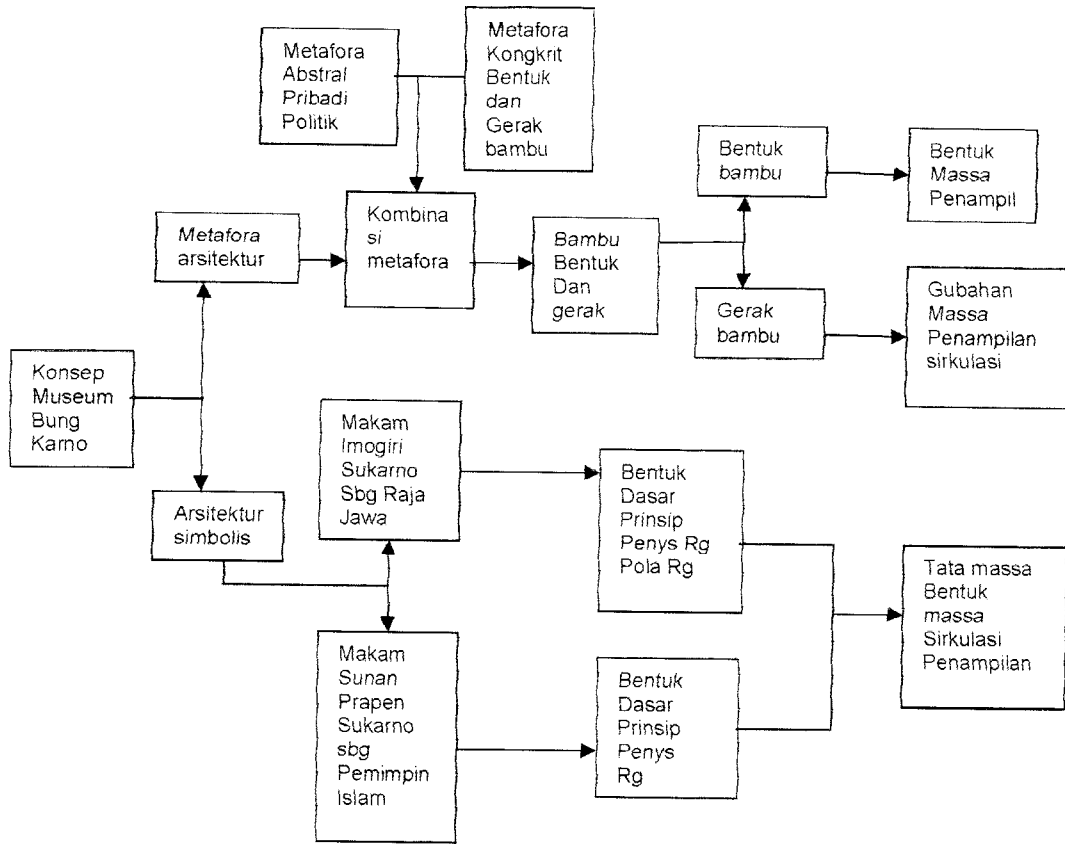 Metafora
Abstral
Pribadi
Politik
Metafora
Kongkrit
Bentuk
dan
Gerak
bambu
Bentuk
bambu
Bentuk
Massa
Penampil
Metafora
arsitektur
Kombina
si
metafora
Bambu
Bentuk
Dan
gerak
Gerak
bambu
Gubahan
Massa
Penampilan
sirkulasi
Konsep
Museum
Bung
Karno
Arsitektur
simbolis
Makam
Imogiri
Sukarno
Sbg Raja
Jawa
Bentuk
Dasar
Prinsip
Penys Rg
Pola Rg
Makam
Sunan
Prapen
Sukarno
sbg
Pemimpin
Islam
Bentuk
Dasar
Prinsip
Penys
Rg
Tata massa
Bentuk
massa
Sirkulasi
Penampilan